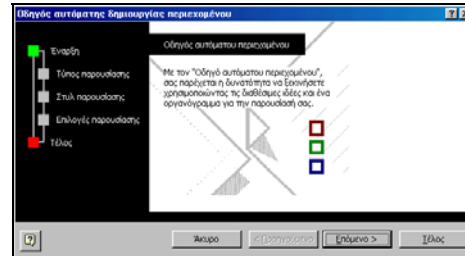 Οδηγός αυτόματης δημιουργίας περιεχομένου
Έναρξη
Τύπος παρουσίασης
Στυλ παρουσίασης
Επιλογές παρουσίασης
Τέλος
Οδηγός αυτόματου περιεχομένου
Με τον "Οδηγό αυτόματου περιεχομένου",
σας παρέχεται η δυνατότητα να ξεκινήσετε
χρησιμοποιώντας τις διαθέσιμες ιδέες και ένα
οργανόγραμμα για την παρουσίασή σας.
Άκυρο
< Προηγούμενο
Επόμενο >
Τέλος